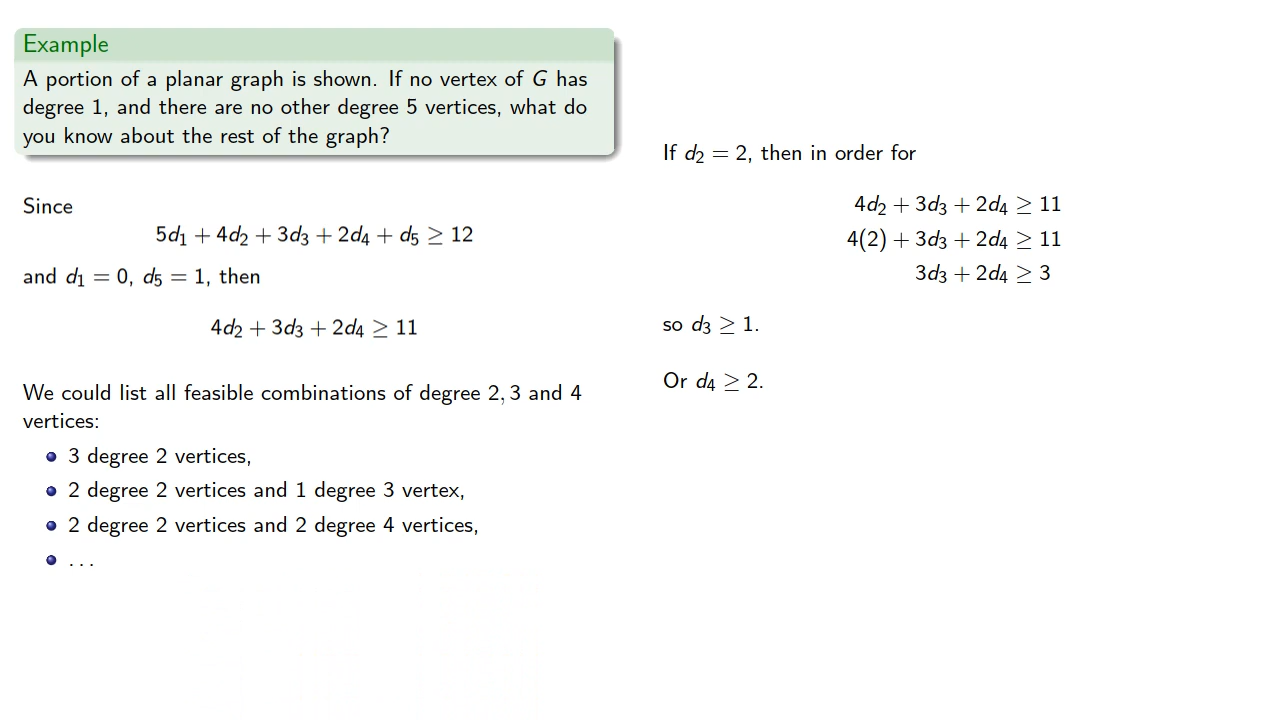 Example
A portion of a planar graph is shown. If no vertex of G has
degree 1, and there are no other degree 5 vertices, what do
you know about the rest of the graph?
Since
5d₁ + 4d₂ + 3d₃ + 2d₄ + d₅ ≥ 12
and d₁ = 0, d₅ = 1, then
4d₂ + 3d₃ + 2d₄ ≥ 11
We could list all feasible combinations of degree 2, 3 and 4
vertices:
3 degree 2 vertices,
2 degree 2 vertices and 1 degree 3 vertex,
2 degree 2 vertices and 2 degree 4 vertices,
...
If d₂ = 2, then in order for
4d₂ + 3d₃ + 2d₄ ≥ 11
4(2) + 3d₃ + 2d₄ ≥ 11
3d₃ + 2d₄ ≥ 3
so d₃ ≥ 1.
Or d₄ ≥ 2.